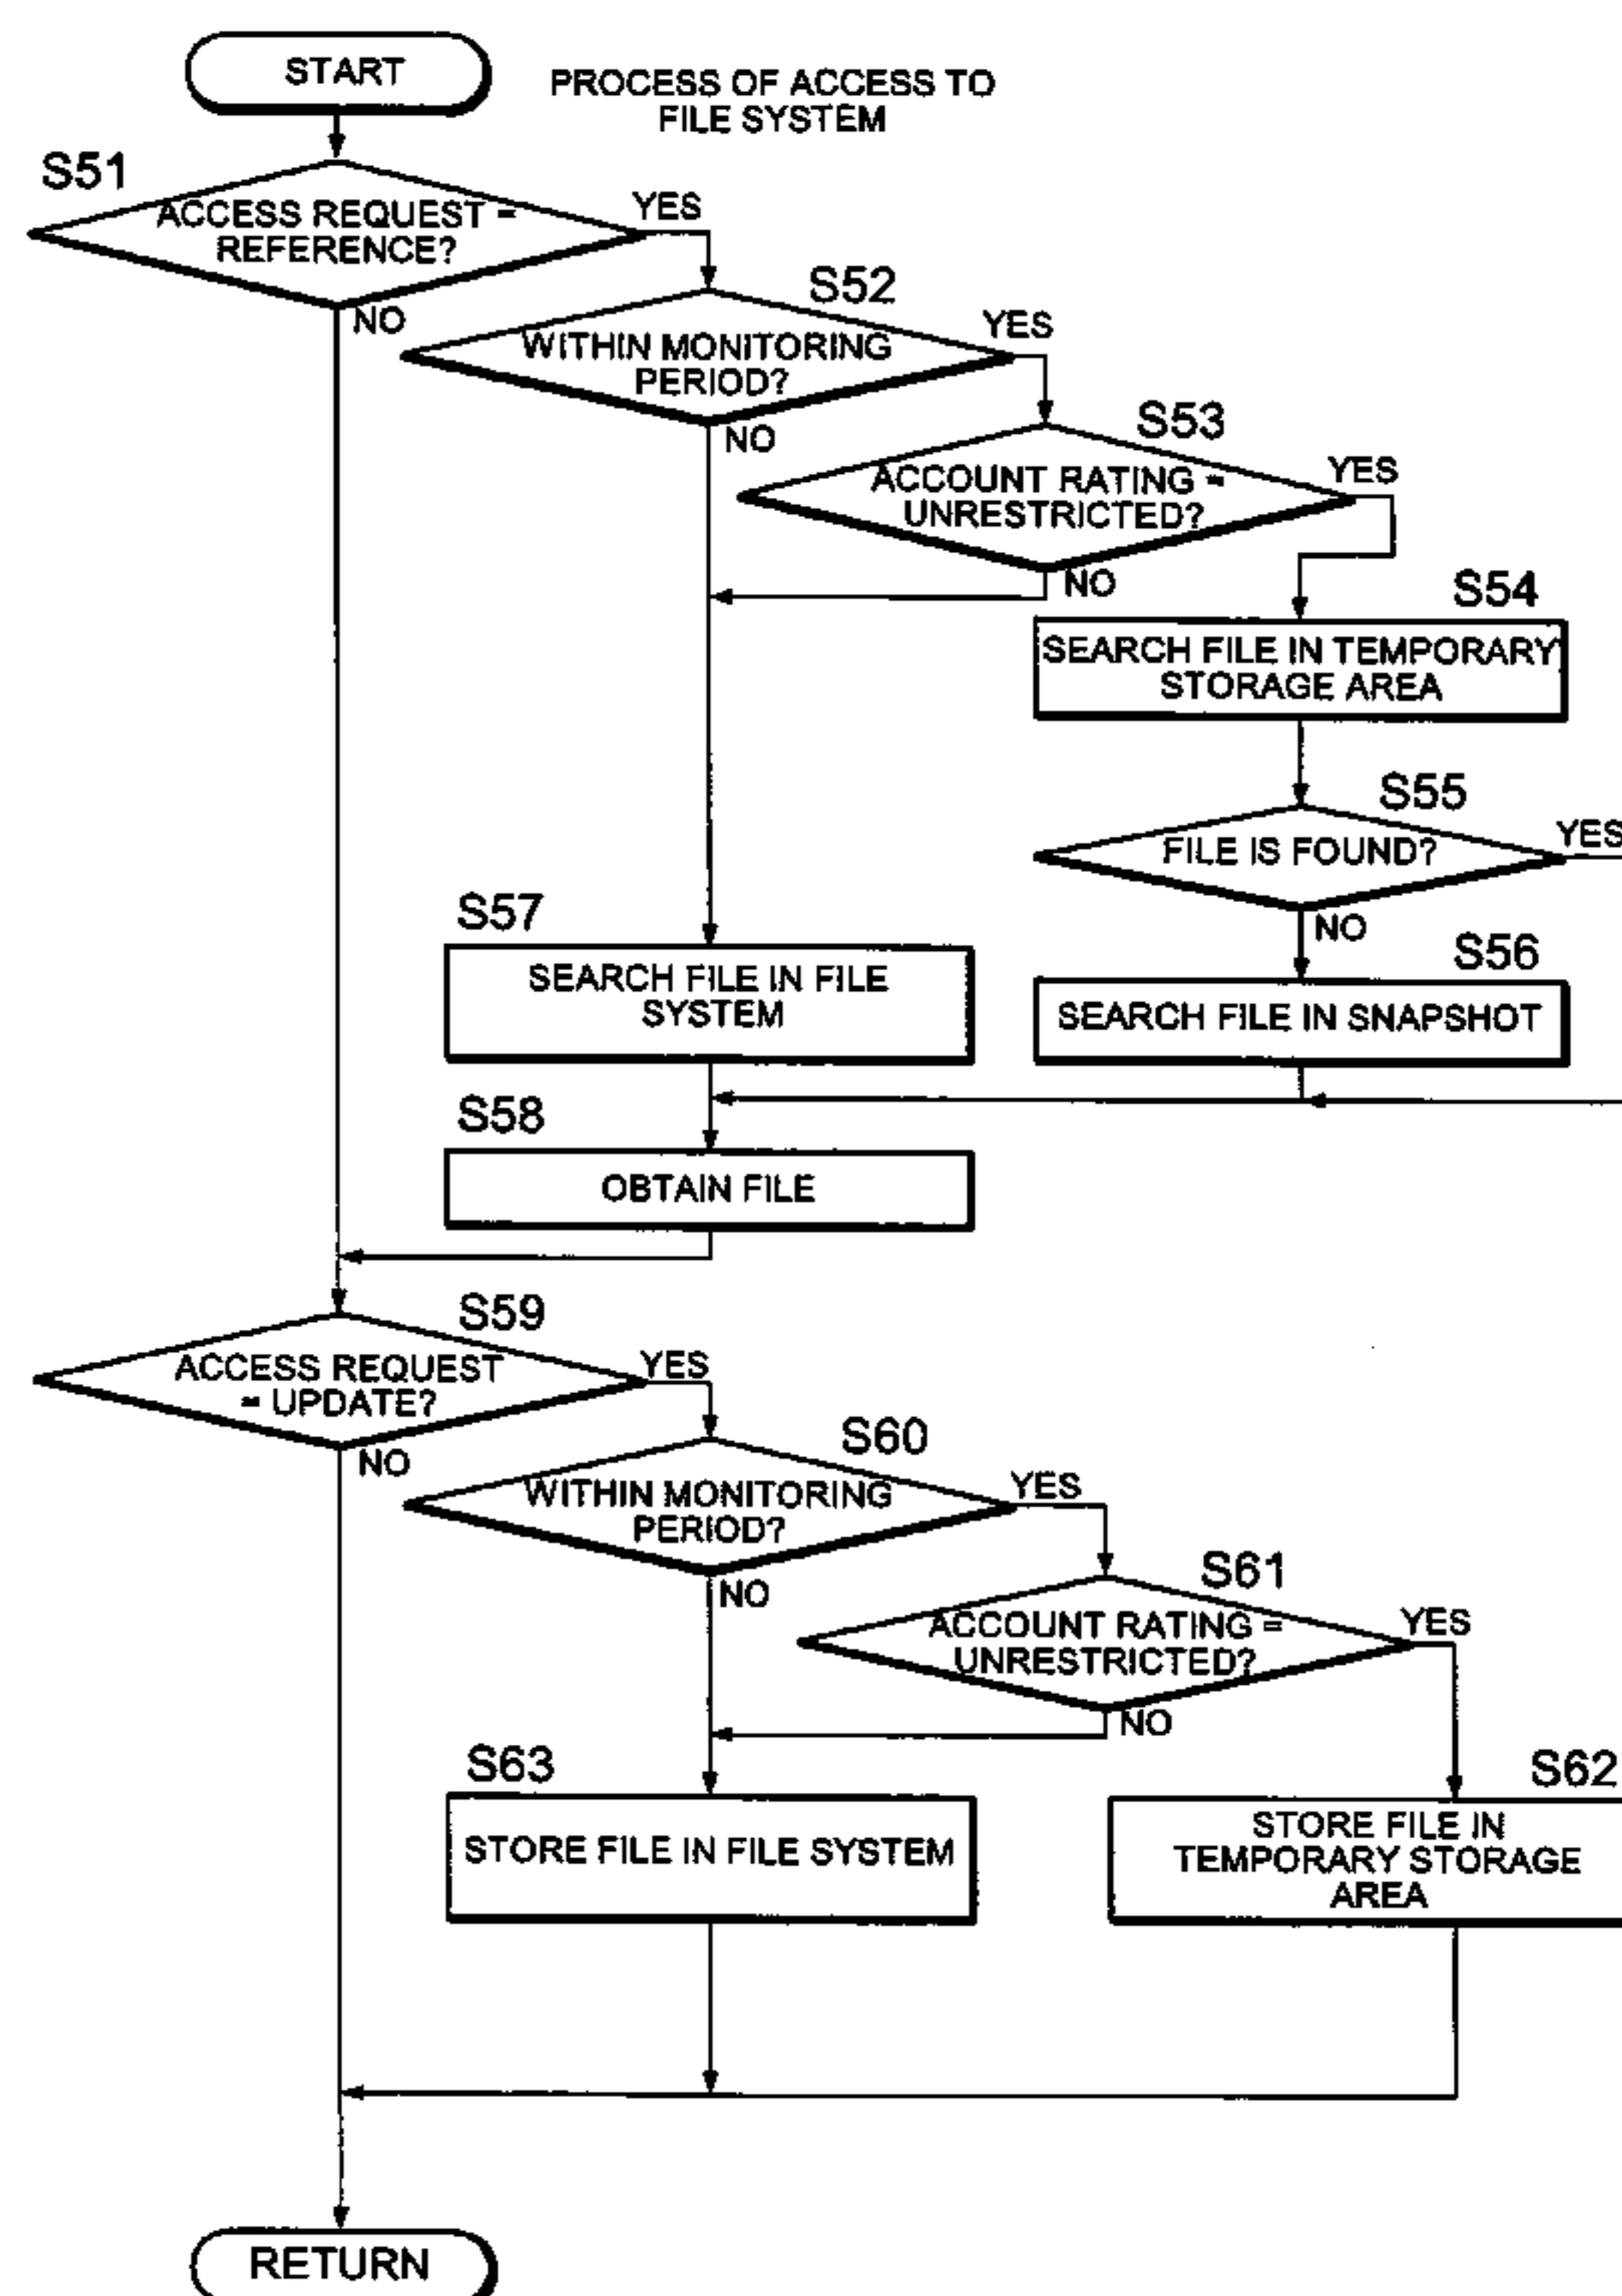 START
PROCESS OF ACCESS TO
FILE SYSTEM
S51
ACCESS REQUEST =
REFERENCE?
YES
NO
S52
WITHIN MONITORING
PERIOD?
YES
NO
S53
ACCOUNT RATING =
UNRESTRICTED?
YES
NO
S54
SEARCH FILE IN TEMPORARY
STORAGE AREA
S55
FILE IS FOUND?
YES
NO
S56
SEARCH FILE IN SNAPSHOT
S57
SEARCH FILE IN FILE
SYSTEM
S58
OBTAIN FILE
S59
ACCESS REQUEST
= UPDATE?
YES
NO
S60
WITHIN MONITORING
PERIOD?
YES
NO
S61
ACCOUNT RATING =
UNRESTRICTED?
YES
NO
S62
STORE FILE IN
TEMPORARY STORAGE
AREA
S63
STORE FILE IN FILE SYSTEM
RETURN